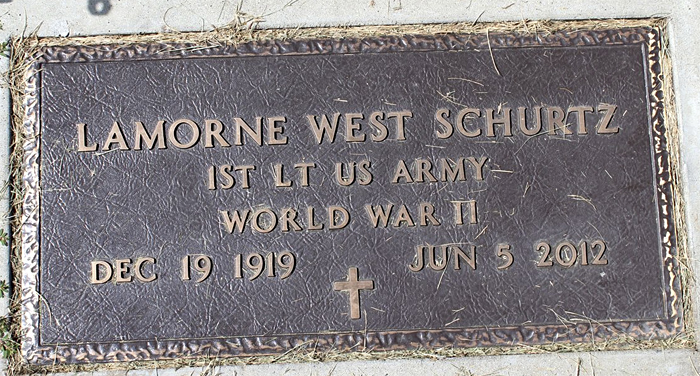 LAMORNE WEST SCHURTZ
1ST LT US ARMY
WORLD WAR II
DEC 19 1919 JUN 5 2012